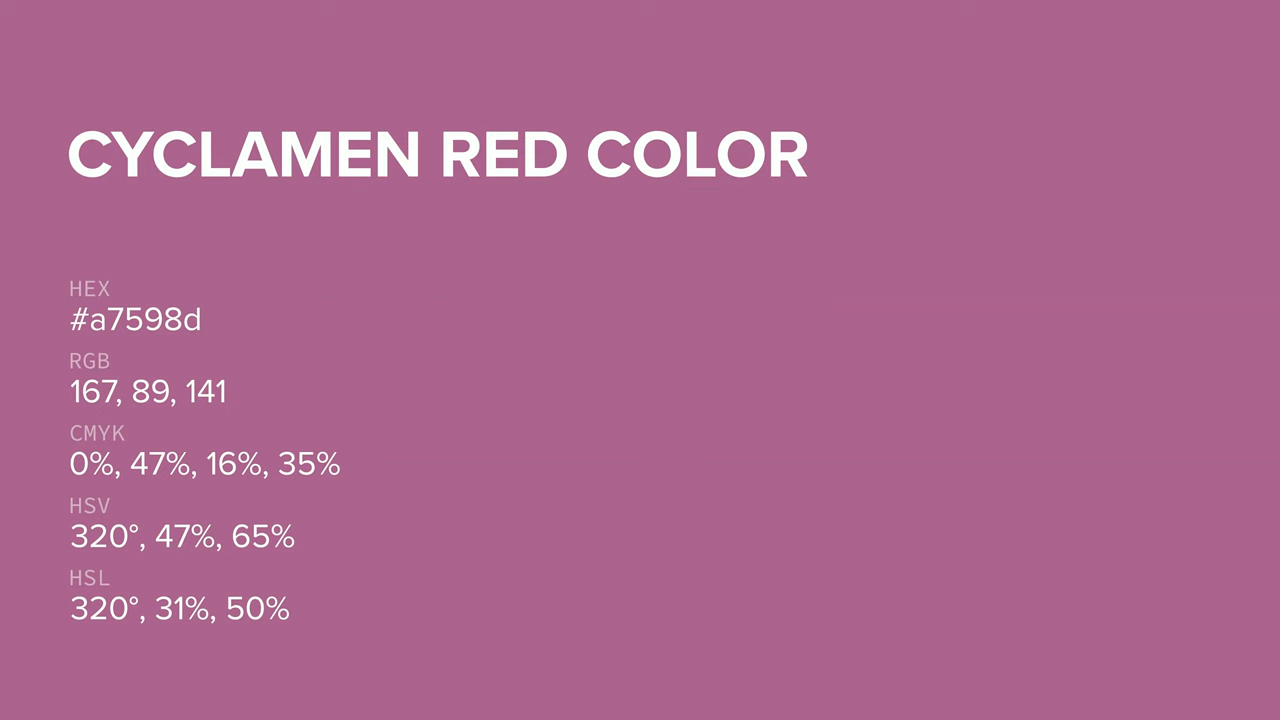 CYCLAMEN RED COLOR
HEX
#a7598d
RGB
167, 89, 141
CMYK
0%, 47%, 16%, 35%
HSV
320°, 47%, 65%
HSL
320°, 31%, 50%